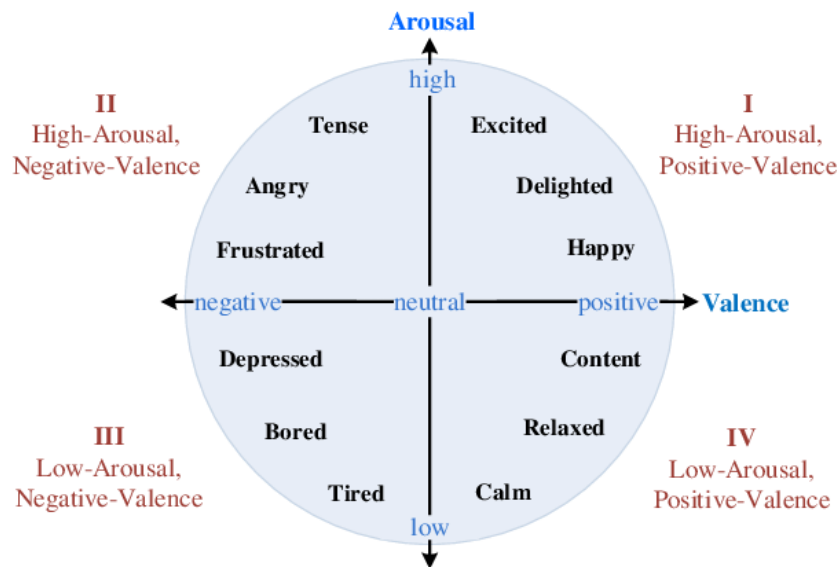 Arousal
high
II
High-Arousal,
Negative-Valence
I
High-Arousal,
Positive-Valence
Tense
Excited
Angry
Delighted
Frustrated
Happy
negative
neutral
positive
Valence
Depressed
Content
Bored
Relaxed
Tired
Calm
III
Low-Arousal,
Negative-Valence
IV
Low-Arousal,
Positive-Valence
low